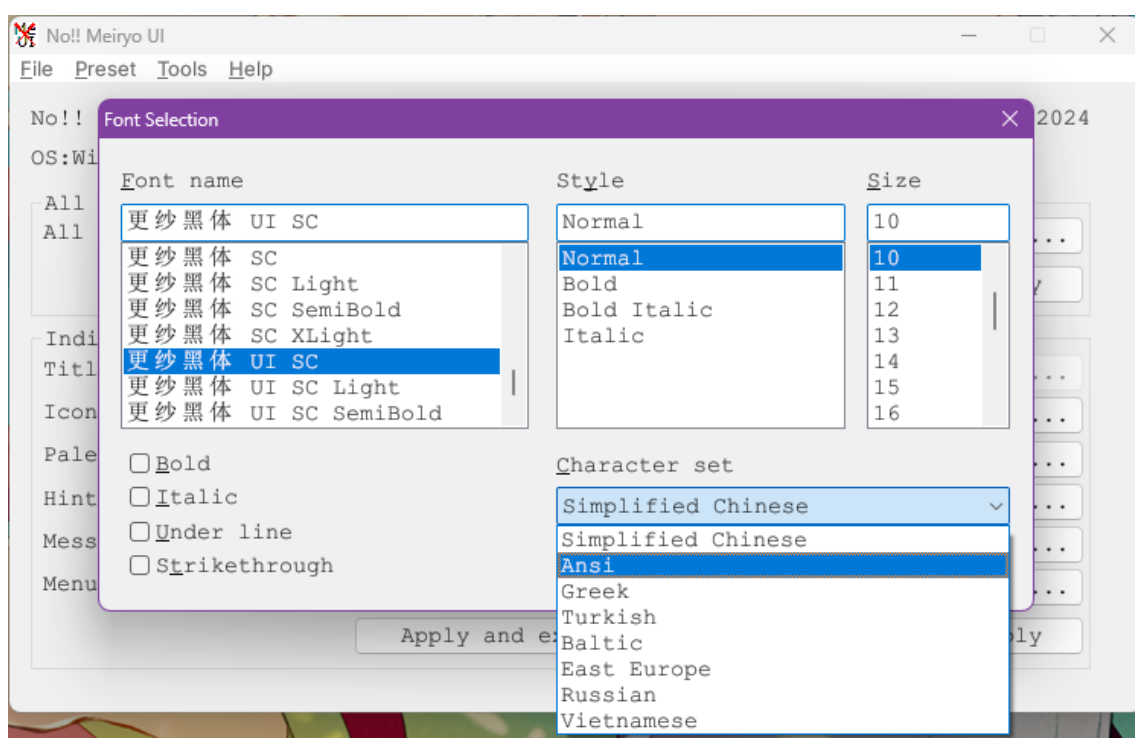 No!! Meiryo UI
File Preset Tools Help
No!!
2024
OS:Wi
Font Selection
Font name
Style
Size
更纱黑体 UI SC
Normal
10
更纱黑体 SC
更纱黑体 SC Light
更纱黑体 SC SemiBold
更纱黑体 SC XLight
更纱黑体 UI SC
更纱黑体 UI SC Light
更纱黑体 UI SC SemiBold
Normal
Bold
Bold Italic
Italic
10
11
12
13
14
15
16
Bold
Italic
Under line
Strikethrough
Character set
Simplified Chinese
Simplified Chinese
Ansi
Greek
Turkish
Baltic
East Europe
Russian
Vietnamese
All
All
...
Indi
Titl
...
Icon
...
Pale
...
Hint
...
Mess
...
Menu
...
Apply and e